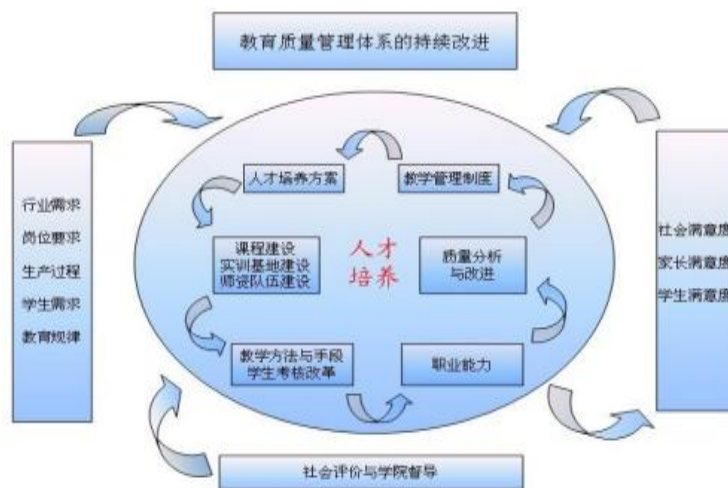 教育质量管理体系的持续改进
行业需求
岗位要求
生产过程
学生需求
教育规律
人才培养方案
教学管理制度
课程建设
实训基地建设
师资队伍建设
人才
培养
质量分析
与改进
教学方法与手段
学生考核改革
职业能力
社会满意度
家长满意度
学生满意度
社会评价与学院督导